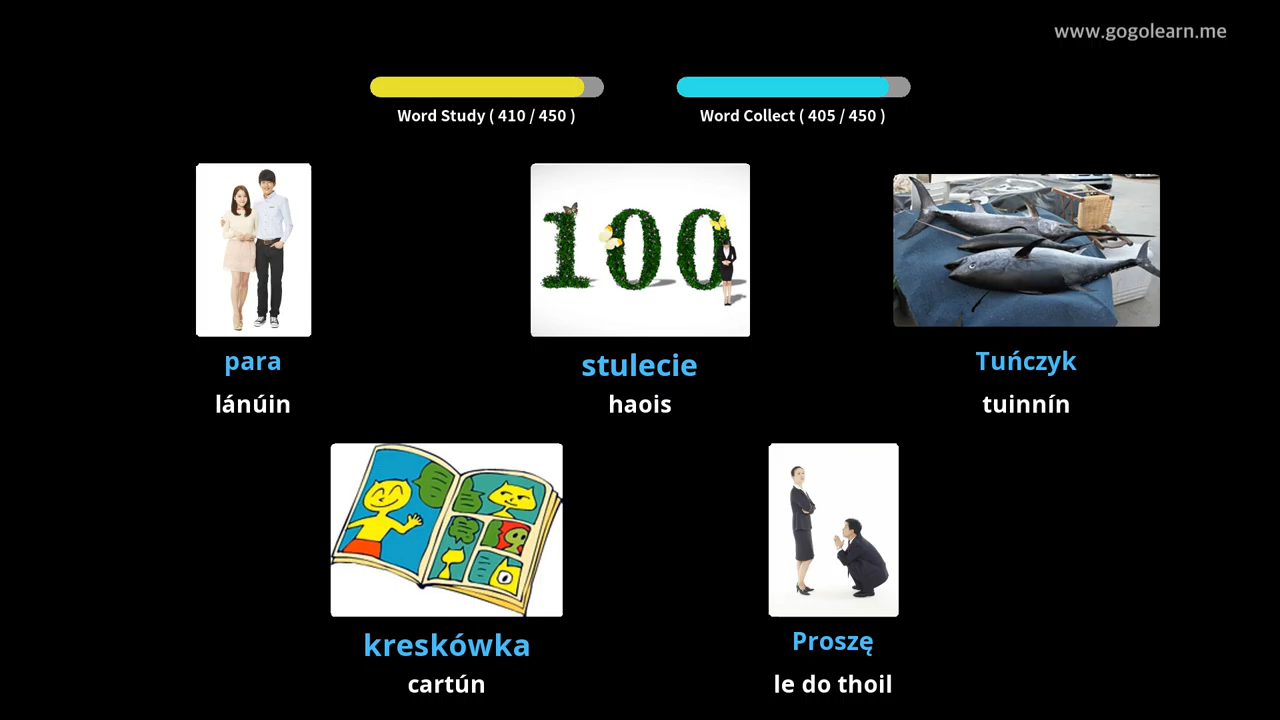 www.gogolearn.me
Word Study ( 410 / 450 )
Word Collect ( 405 / 450 )
100
para
lánúin
stulecie
haois
Tuńczyk
tuinnín
kreskówka
cartún
Proszę
le do thoil